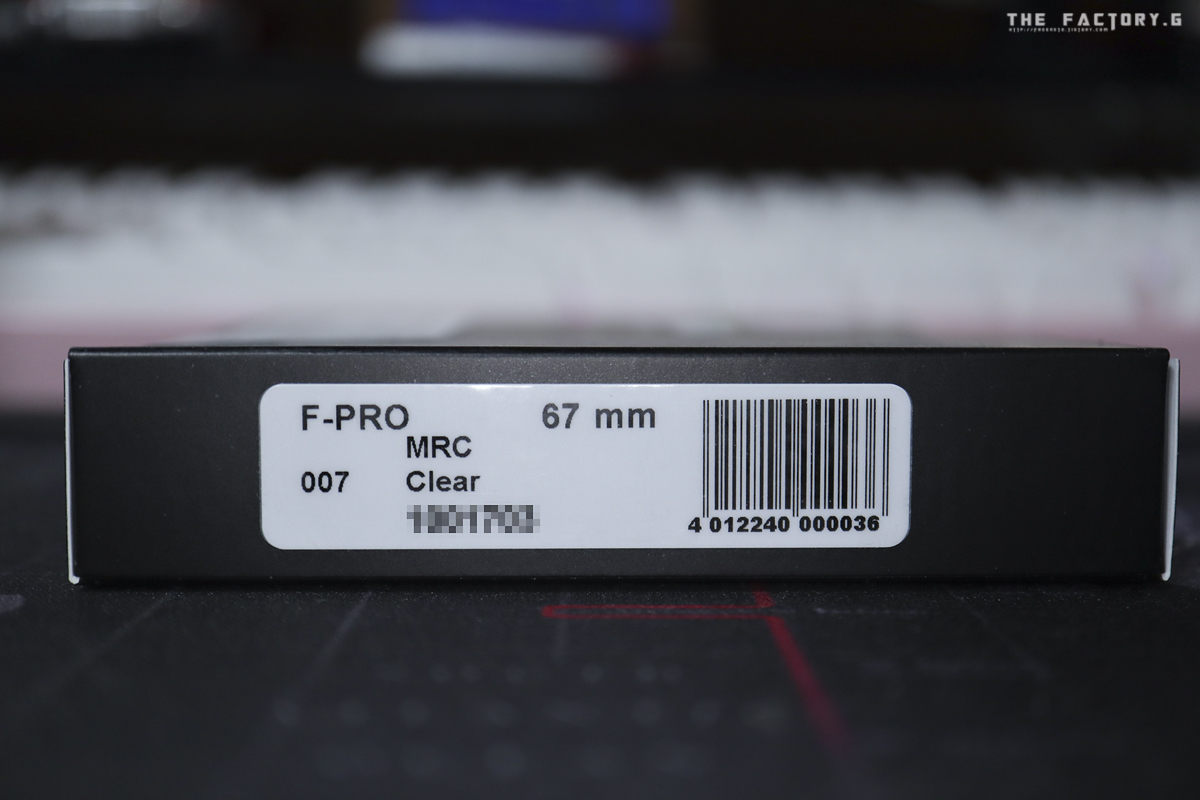 THE FACTORY.G
F-PRO 67 mm
MRC
007 Clear
4 012240 000036